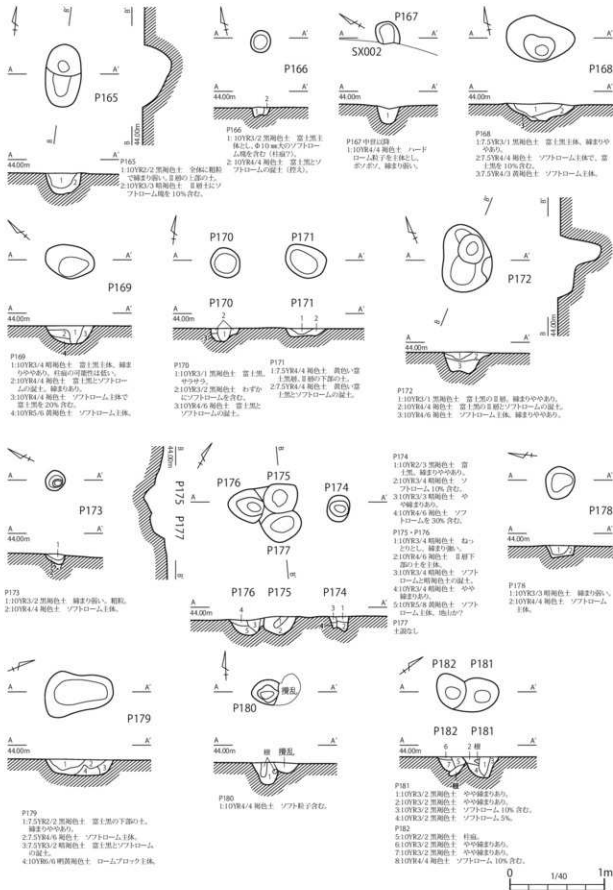 P165
A A'
44.00m
P165
1:10YR2/2 黒褐色土 全体に粗粒
で締まり弱い。Ⅱ層の上部の土。
2:10YR3/3 暗褐色土 Ⅱ層土にソ
フトローム塊を10%含む。
P166
A A'
44.00m
P166
1:10YR3/2 黒褐色土 富士黒主
体とし、Φ10㎜大のソフトロー
ム塊を含む(柱痕?)。
2:10YR4/4 褐色土 富士黒とソ
フトロームの混土(控え)。
P167
SX002
A A'
44.00m
P167 中世以降
1:10YR4/4 褐色土 ハード
ローム粒子を主体とし、
ボソボソ、締まり弱い。
P168
A A'
44.00m
P168
1:7.5YR3/1 黒褐色土 富士黒主体、締まりや
やあり。
2:7.5YR4/4 褐色土 ソフトローム主体で、富
士黒を10%含む。
3:7.5YR4/3 黄褐色土 ソフトローム主体。
P169
A A'
44.00m
P169
1:10YR3/4 暗褐色土 富士黒主体、締ま
りややあり。柱痕の可能性は低い。
2:10YR4/4 褐色土 富士黒とソフトロー
ムの混土。締まりあり。
3:10YR4/4 褐色土 ソフトローム主体で
富士黒を20%含む。
4:10YR5/6 黄褐色土 ソフトローム主体。
P170 P171
A A'
P170 P171
44.00m
P170
1:10YR3/1 黒褐色土 富士黒、
サラサラ。
2:10YR3/2 黒褐色土 わずか
にソフトロームを含む。
3:10YR4/6 褐色土 富士黒と
ソフトロームの混土。
P171
1:7.5YR4/4 褐色土 黄色い富
士黒層、Ⅱ層の下部の土。
2:7.5YR4/4 褐色土 黄色い富
士黒とソフトロームの混土。
P172
A A'
B B'
44.00m
P172
1:10YR3/1 黒褐色土 富士黒のⅡ層、締まりややあり。
2:10YR4/4 褐色土 富士黒のⅡ層とソフトロームの混土。
3:10YR4/6 褐色土 ソフトローム主体、締まりややあり。
P173
A A'
44.00m
P173
1:10YR3/2 黒褐色土 締まり弱い、粗粒。
2:10YR4/4 褐色土 ソフトローム主体。
P175
P177
P176 P175 P174
P177
A A'
P176 P175 P174
44.00m
P174
1:10YR2/3 黒褐色土 富
士黒、締まりややあり。
2:10YR3/4 暗褐色土 ソ
フトローム10%含む。
3:10YR3/3 暗褐色土 や
や締まりあり。
4:10YR4/6 褐色土 ソフ
トロームを30%含む。
P175・P176
1:10YR3/4 暗褐色土 ねっ
とりとし、締まり強い。
2:10YR4/6 褐色土 Ⅱ層下
部の土を主体。
3:10YR3/4 暗褐色土 ソフト
ロームと暗褐色土の混土。
4:10YR3/4 暗褐色土 やや
締まりあり。
5:10YR5/8 黄褐色土 ソフト
ローム主体、地山か?
P177
土説なし
P178
A A'
44.00m
P178
1:10YR3/3 暗褐色土 締まり弱い。
2:10YR4/4 褐色土 ソフトローム
主体。
P179
A A'
44.00m
P179
1:7.5YR2/2 黒褐色土 富士黒の下部の土、
締まりややあり。
2:7.5YR4/6 褐色土 ソフトローム主体。
3:7.5YR3/2 暗褐色土 富士黒とソフトローム
の混土。
4:10YR6/6 明黄褐色土 ロームブロック主体。
P180
撹乱
A A'
44.00m
根 撹乱
P180
1:10YR4/4 褐色土 ソフト粒子含む。
P182 P181
A A'
P182 P181
44.00m
根
P181
1:10YR3/2 黒褐色土 やや締まりあり。
2:10YR3/2 黒褐色土 やや締まりあり。
3:10YR3/2 黒褐色土 ソフトローム10%含む。
4:10YR3/2 黒褐色土 ソフトローム5%。
P182
5:10YR2/2 黒褐色土 柱痕。
6:10YR3/2 黒褐色土 やや締まりあり。
7:10YR3/2 黒褐色土 やや締まりあり。
8:10YR4/4 褐色土 ソフトローム10%含む。
0 1/40 1m